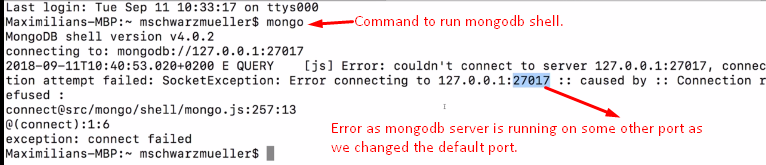 Last login: Tue Sep 11 10:33:17 on ttys000
Maximilians-MBP:~ mschwarzmueller$ mongo
Command to run mongodb shell.
MongoDB shell version v4.0.2
connecting to: mongodb://127.0.0.1:27017
2018-09-11T10:40:53.020+0200 E QUERY    [js] Error: couldn't connect to server 127.0.0.1:27017, connec
tion attempt failed: SocketException: Error connecting to 127.0.0.1:27017 :: caused by :: Connection r
efused :
connect@src/mongo/shell/mongo.js:257:13
@(connect):1:6
exception: connect failed
Maximilians-MBP:~ mschwarzmueller$
Error as mongodb server is running on some other port as
we changed the default port.